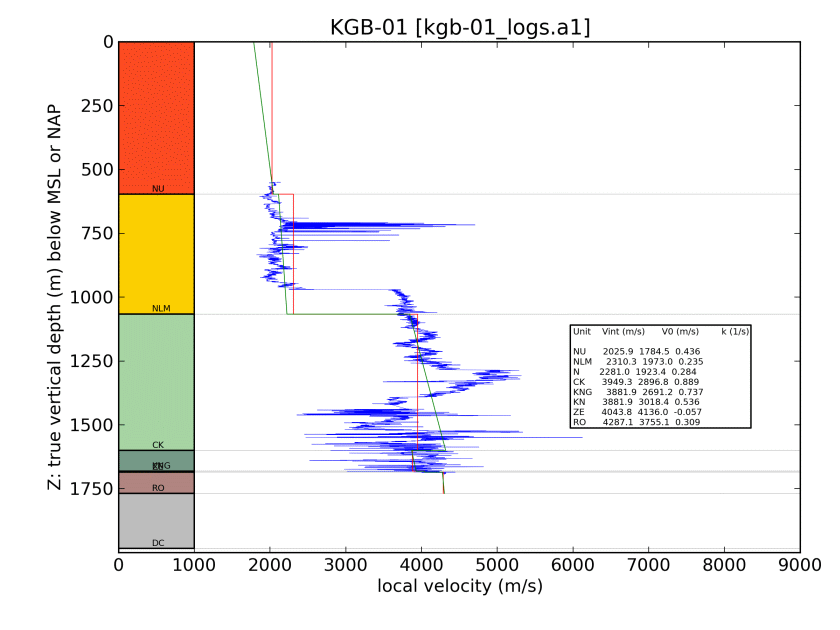 KGB-01 [kgb-01_logs.a1]
0
250
500
750
1000
1250
1500
1750
Z: true vertical depth (m) below MSL or NAP
NU
NLM
CK
KNG
RO
DC
Unit Vint (m/s) V0 (m/s) k (1/s)
NU 2025.9 1784.5 0.436
NLM 2310.3 1973.0 0.235
N 2281.0 1923.4 0.284
CK 3949.3 2896.8 0.889
KNG 3881.9 2691.2 0.737
KN 3881.9 3018.4 0.536
ZE 4043.8 4136.0 -0.057
RO 4287.1 3755.1 0.309
0 1000 2000 3000 4000 5000 6000 7000 8000 9000
local velocity (m/s)